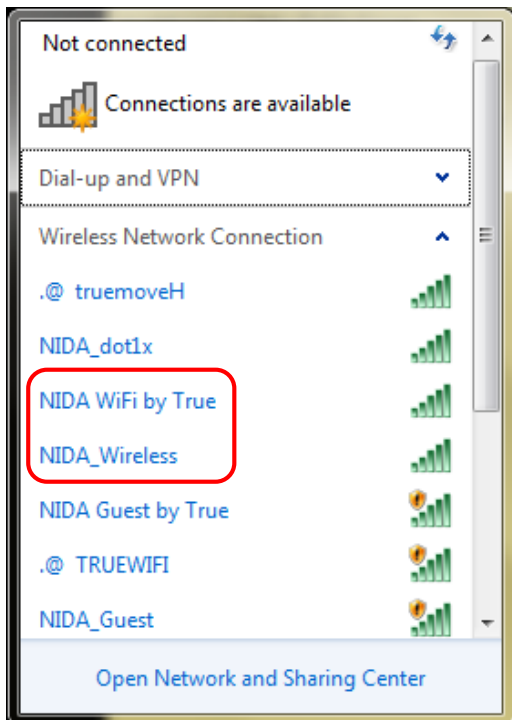 Not connected
Connections are available
Dial-up and VPN
Wireless Network Connection
.@ truemoveH
NIDA_dot1x
NIDA WiFi by True
NIDA_Wireless
NIDA Guest by True
.@ TRUEWIFI
NIDA_Guest
Open Network and Sharing Center